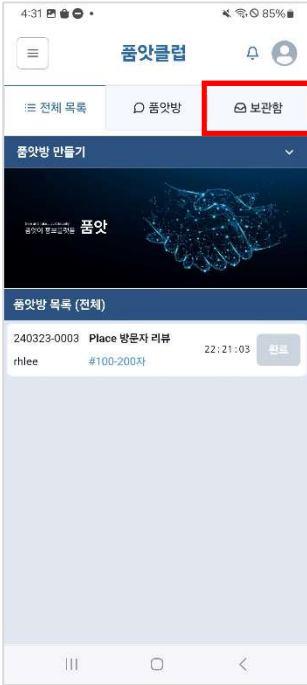 4:31 85%
품앗클럽
전체 목록 품앗방 보관함
품앗방 만들기
품앗
품앗방 목록 (전체)
240323-0003 Place 방문자 리뷰 22:21:03 완료
rhlee #100-200자